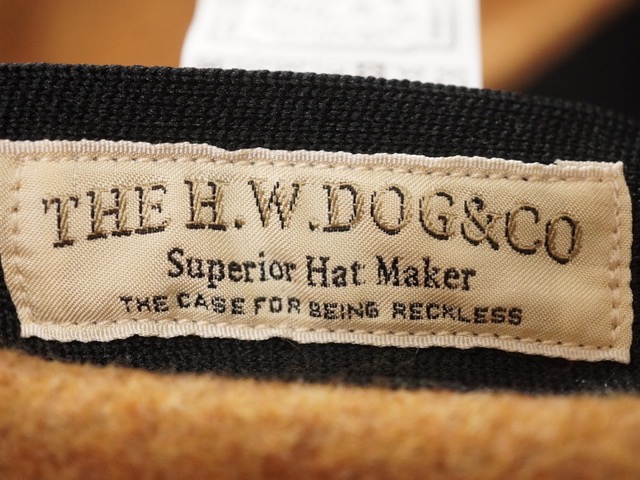 THE H.W.DOG&CO
Superior Hat Maker
THE CASE FOR BEING RECKLESS